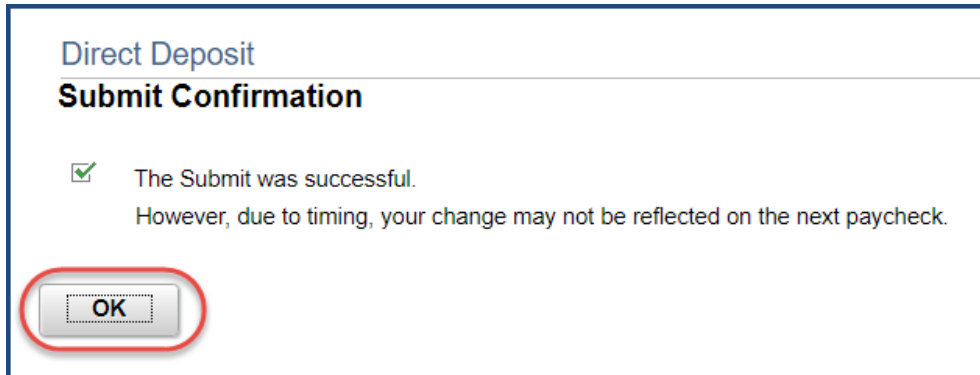 Direct Deposit
Submit Confirmation
The Submit was successful.
However, due to timing, your change may not be reflected on the next paycheck.
OK